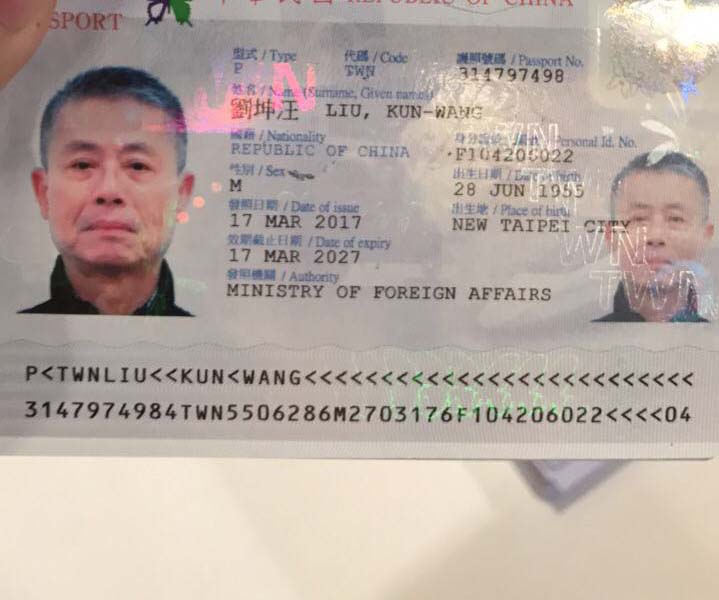 SPORT 中華民國 REPUBLIC OF CHINA
型式 / Type 代碼 / Code 護照號碼 / Passport No.
P TWN 314797498
姓名 / Name (Surname, Given names)
劉坤汪 LIU, KUN-WANG
國籍 / Nationality 身分證統一編號 / Personal Id. No.
REPUBLIC OF CHINA F104206022
性別 / Sex 出生日期 / Date of birth
M 28 JUN 1955
發照日期 / Date of issue 出生地 / Place of birth
17 MAR 2017 NEW TAIPEI CITY
效期截止日期 / Date of expiry
17 MAR 2027
發照機關 / Authority
MINISTRY OF FOREIGN AFFAIRS
P<TWNLIU<<KUN<WANG<<<<<<<<<<<<<<<<<<<<<<<<<<
3147974984TWN5506286M2703176F104206022<<<<04